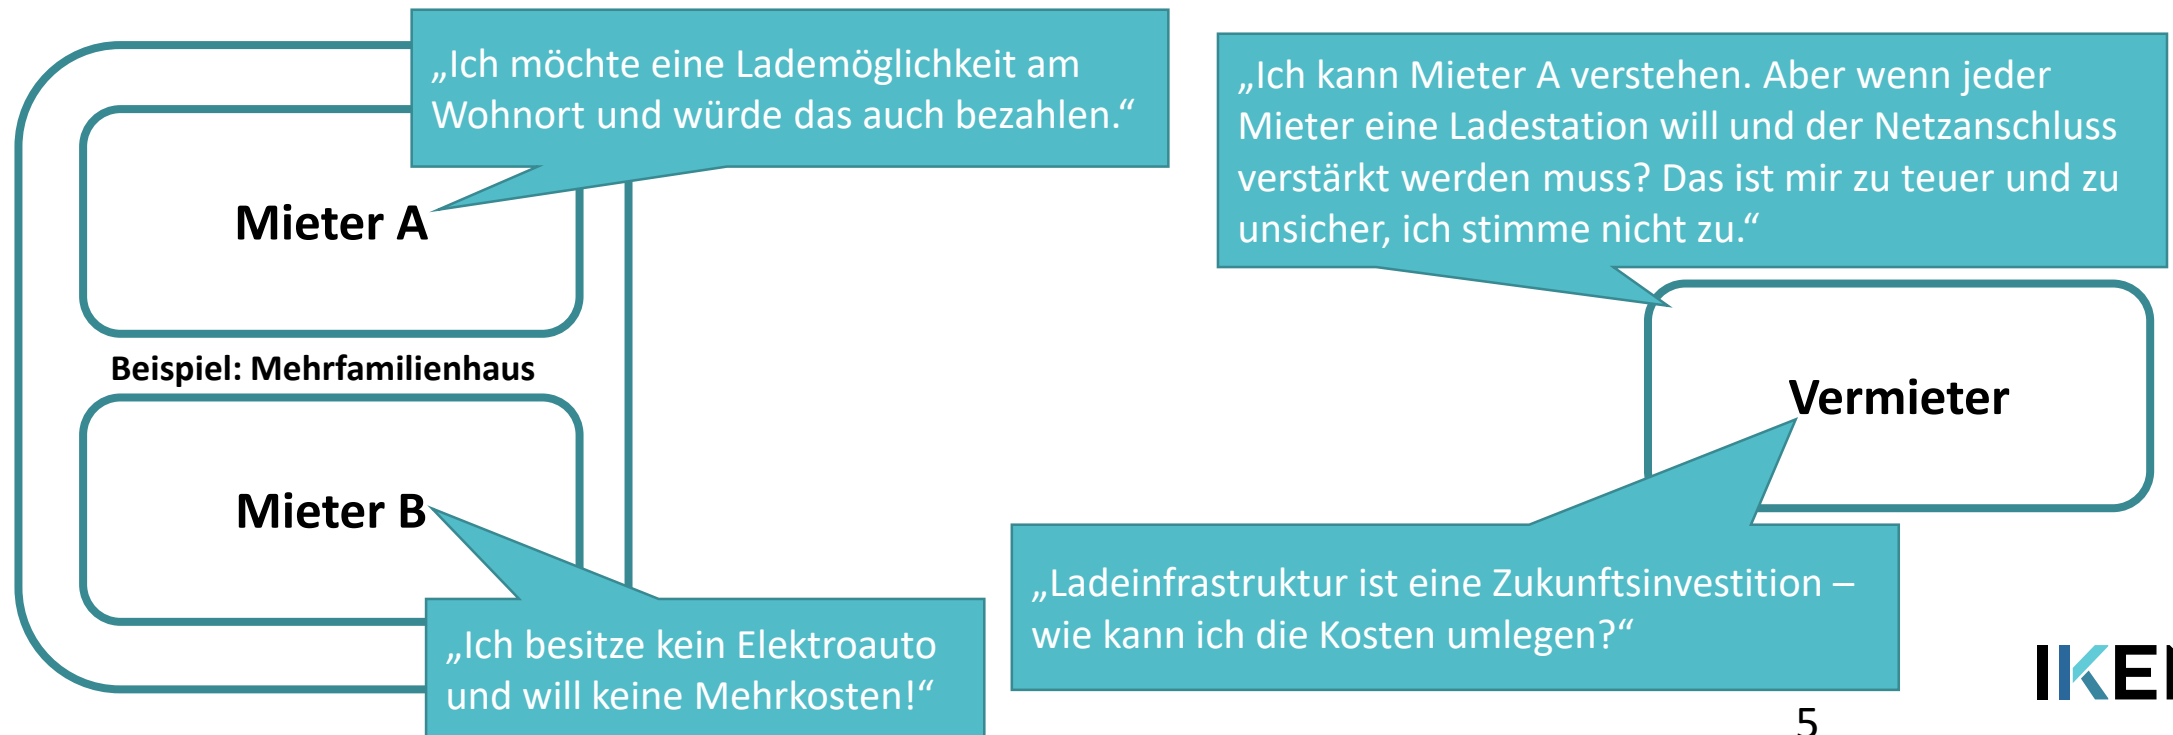 „Ich möchte eine Lademöglichkeit am
Wohnort und würde das auch bezahlen.“
Mieter A
Beispiel: Mehrfamilienhaus
Mieter B
„Ich besitze kein Elektroauto
und will keine Mehrkosten!“
„Ich kann Mieter A verstehen. Aber wenn jeder
Mieter eine Ladestation will und der Netzanschluss
verstärkt werden muss? Das ist mir zu teuer und zu
unsicher, ich stimme nicht zu.“
Vermieter
„Ladeinfrastruktur ist eine Zukunftsinvestition –
wie kann ich die Kosten umlegen?“
5